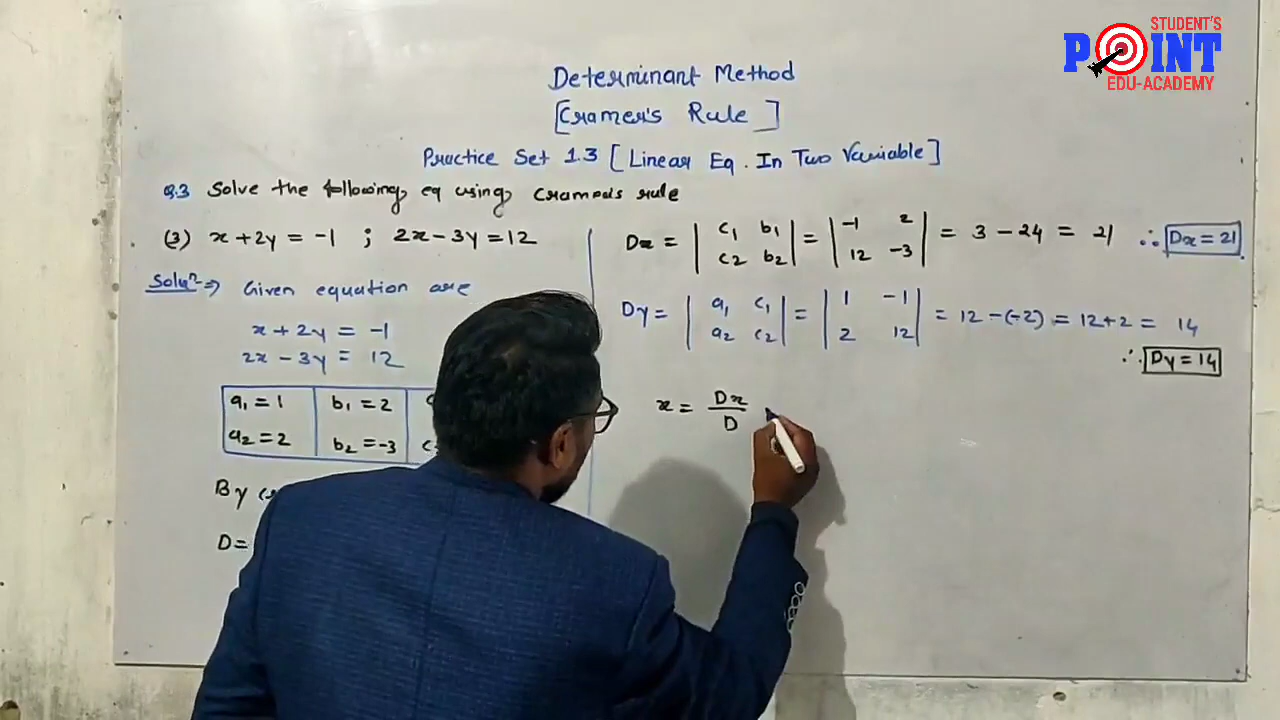 STUDENT'S
POINT
EDU-ACADEMY
Determinant Method
[Cramer's Rule]
Practice Set 1.3 [Linear Eq. In Two Variable]
Q.3 Solve the following eq using Cramers rule
(3) x + 2y = -1 ; 2x - 3y = 12
Soluⁿ ⇒ Given equation are
x + 2y = -1
2x - 3y = 12
a₁ = 1 b₁ = 2
a₂ = 2 b₂ = -3
By
D =
Dx = | c₁ b₁ | = | -1 2 | = 3 - 24 = 21 ∴ Dx = 21
c₂ b₂ 12 -3
Dy = | a₁ c₁ | = | 1 -1 | = 12 - (-2) = 12 + 2 = 14
a₂ c₂ 2 12
∴ Dy = 14
x = Dx
D